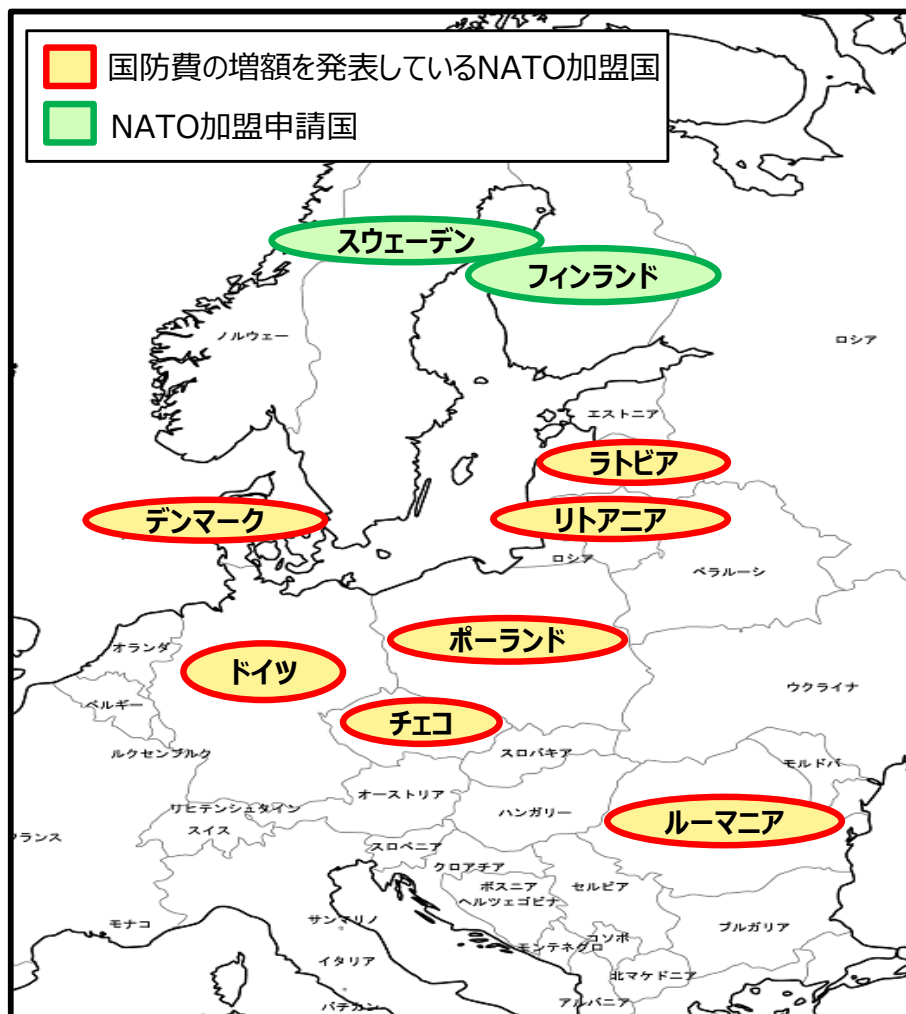 国防費の増額を発表しているNATO加盟国
NATO加盟申請国
スウェーデン
フィンランド
ノルウェー
ロシア
エストニア
ラトビア
デンマーク
リトアニア
ロシア
ベラルーシ
オランダ
ポーランド
ドイツ
ベルギー
ウクライナ
チェコ
ルクセンブルク
スロバキア
モルドバ
オーストリア
リヒテンシュタイン
ハンガリー
ルーマニア
スイス
フランス
スロベニア
クロアチア
ボスニア
ヘルツェゴビナ
セルビア
モナコ
サンマリノ
ブルガリア
コソボ
モンテネグロ
イタリア
北マケドニア
バチカン
アルバニア